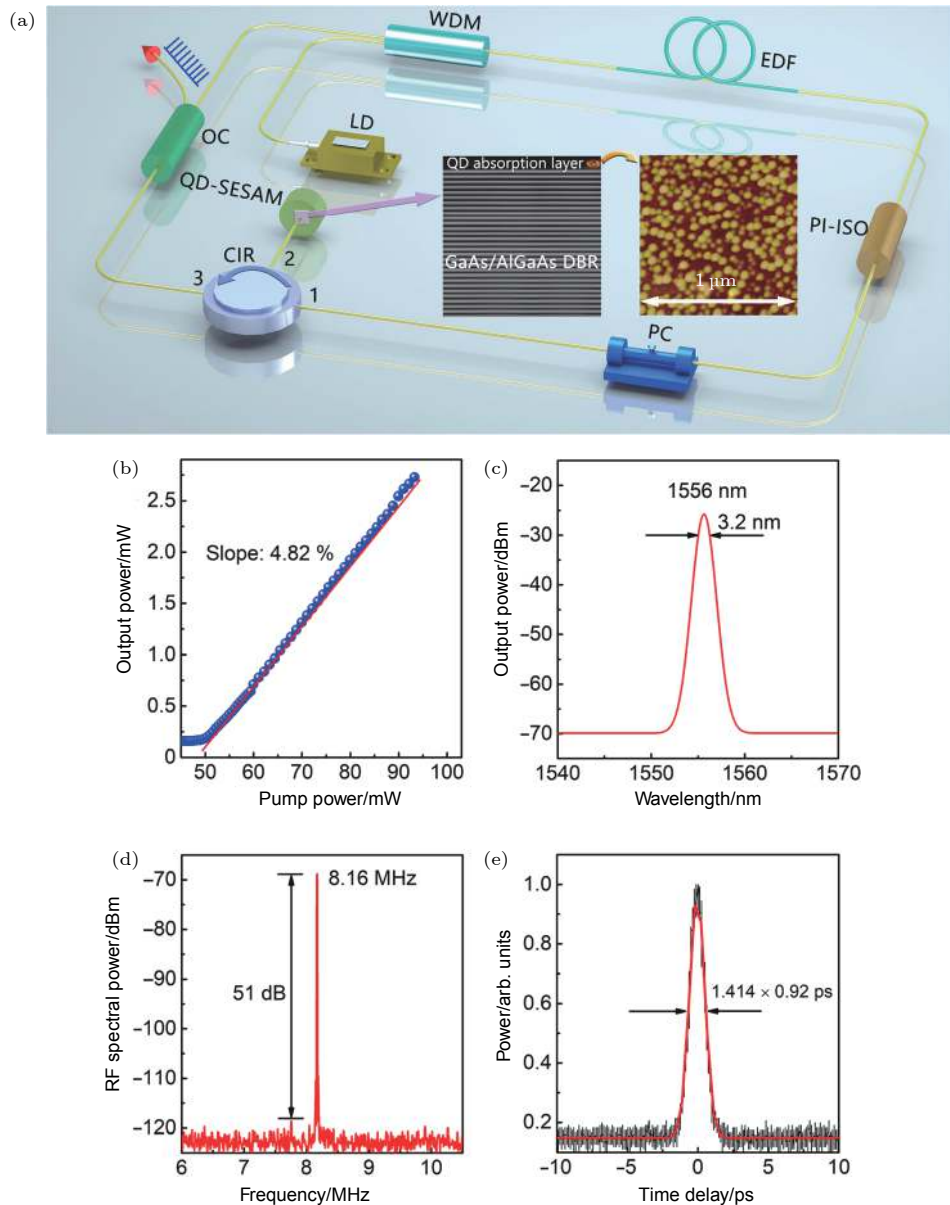 (a)
WDM
EDF
OC
LD
QD-SESAM
QD absorption layer
PI-ISO
GaAs/AlGaAs DBR
1 μm
CIR
2
3
1
PC
(b)
Output power/mW
2.5
2.0
1.5
1.0
0.5
0
Slope: 4.82 %
50 60 70 80 90 100
Pump power/mW
(c)
Output power/dBm
−20
−30
−40
−50
−60
−70
1556 nm
3.2 nm
1540 1550 1560 1570
Wavelength/nm
(d)
RF spectral power/dBm
−70
−80
−90
−100
−110
−120
8.16 MHz
51 dB
6 7 8 9 10
Frequency/MHz
(e)
Power/arb. units
1.0
0.8
0.6
0.4
0.2
1.414 × 0.92 ps
−10 −5 0 5 10
Time delay/ps